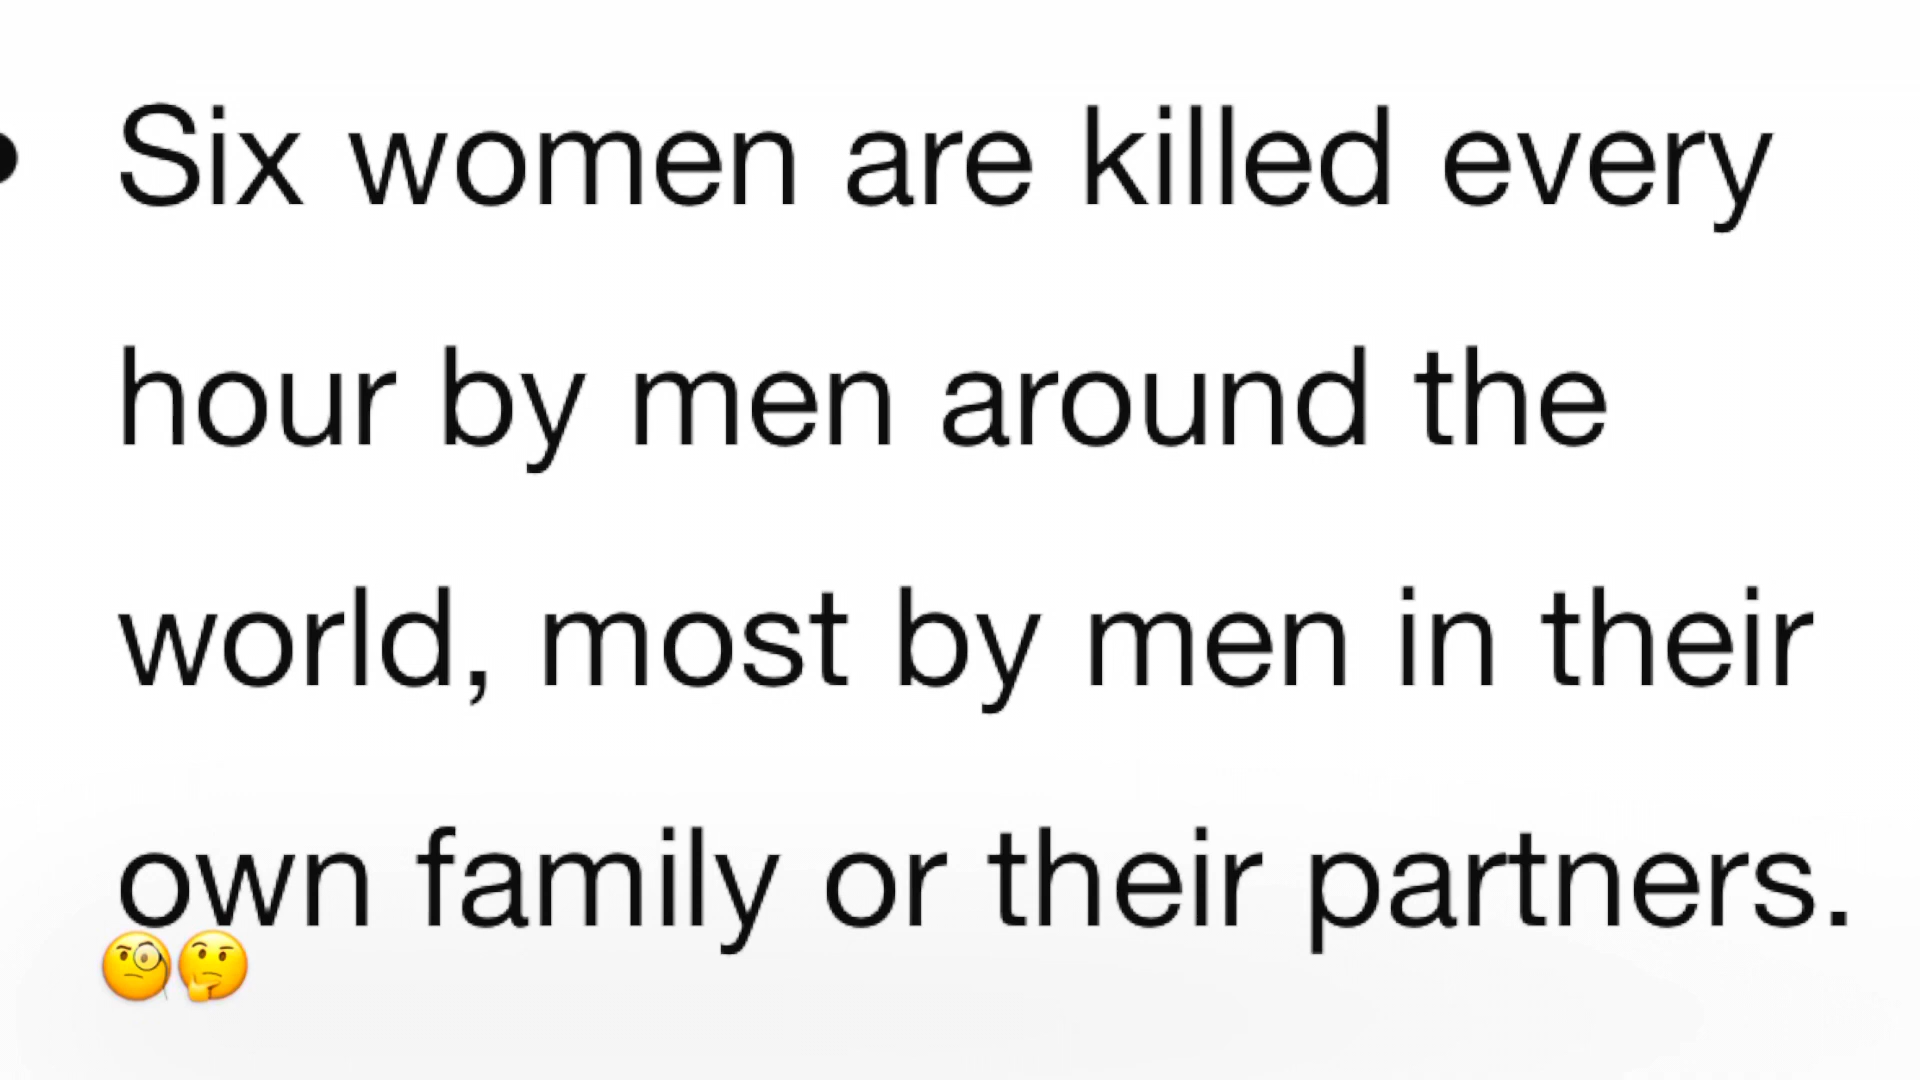 • Six women are killed every
hour by men around the
world, most by men in their
own family or their partners.
🧐🤔